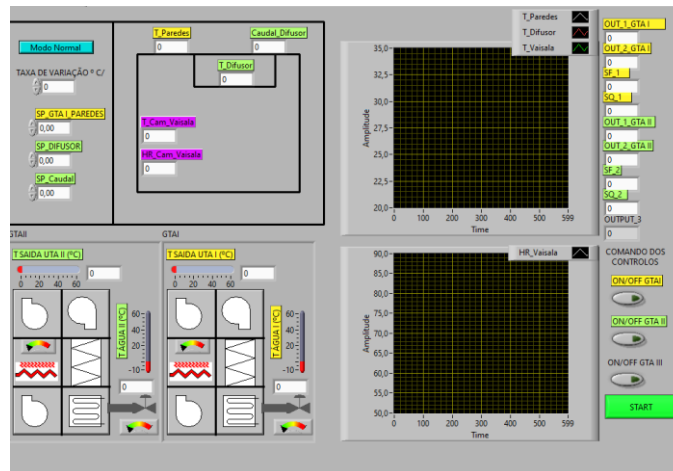 Modo Normal
TAXA DE VARIAÇÃO º C/
0
SP_GTA I_PAREDES
0,00
SP_DIFUSOR
0,00
SP_Caudal
0,00
T_Paredes
0
Caudal_Difusor
0
T_Difusor
0
T_Cam_Vaisala
0
HR_Cam_Vaisala
0
T_Paredes
T_Difusor
T_Vaisala
35,0
32,5
30,0
27,5
25,0
22,5
20,0
Amplitude
0 100 200 300 400 500 599
Time
OUT_1_GTA I
0
OUT_2_GTA I
0
SF_1
0
SQ_1
0
OUT_1_GTA II
0
OUT_2_GTA II
0
SF_2
0
SQ_2
0
OUTPUT_3
0
GTAII
T SAIDA UTA II (ºC)
0
0 20 40 60
T ÁGUA II (ºC)
60
40
20
-10
0
GTAI
T SAIDA UTA I (ºC)
0
0 20 40 60
T ÁGUA I (ºC)
60
40
20
-10
0
HR_Vaisala
90,0
85,0
80,0
75,0
70,0
65,0
60,0
55,0
50,0
Amplitude
0 100 200 300 400 500 599
Time
COMANDO DOS
CONTROLOS
ON/OFF GTAI
ON/OFF GTA II
ON/OFF GTA III
START